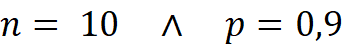 n = 10 ∧ p = 0,9